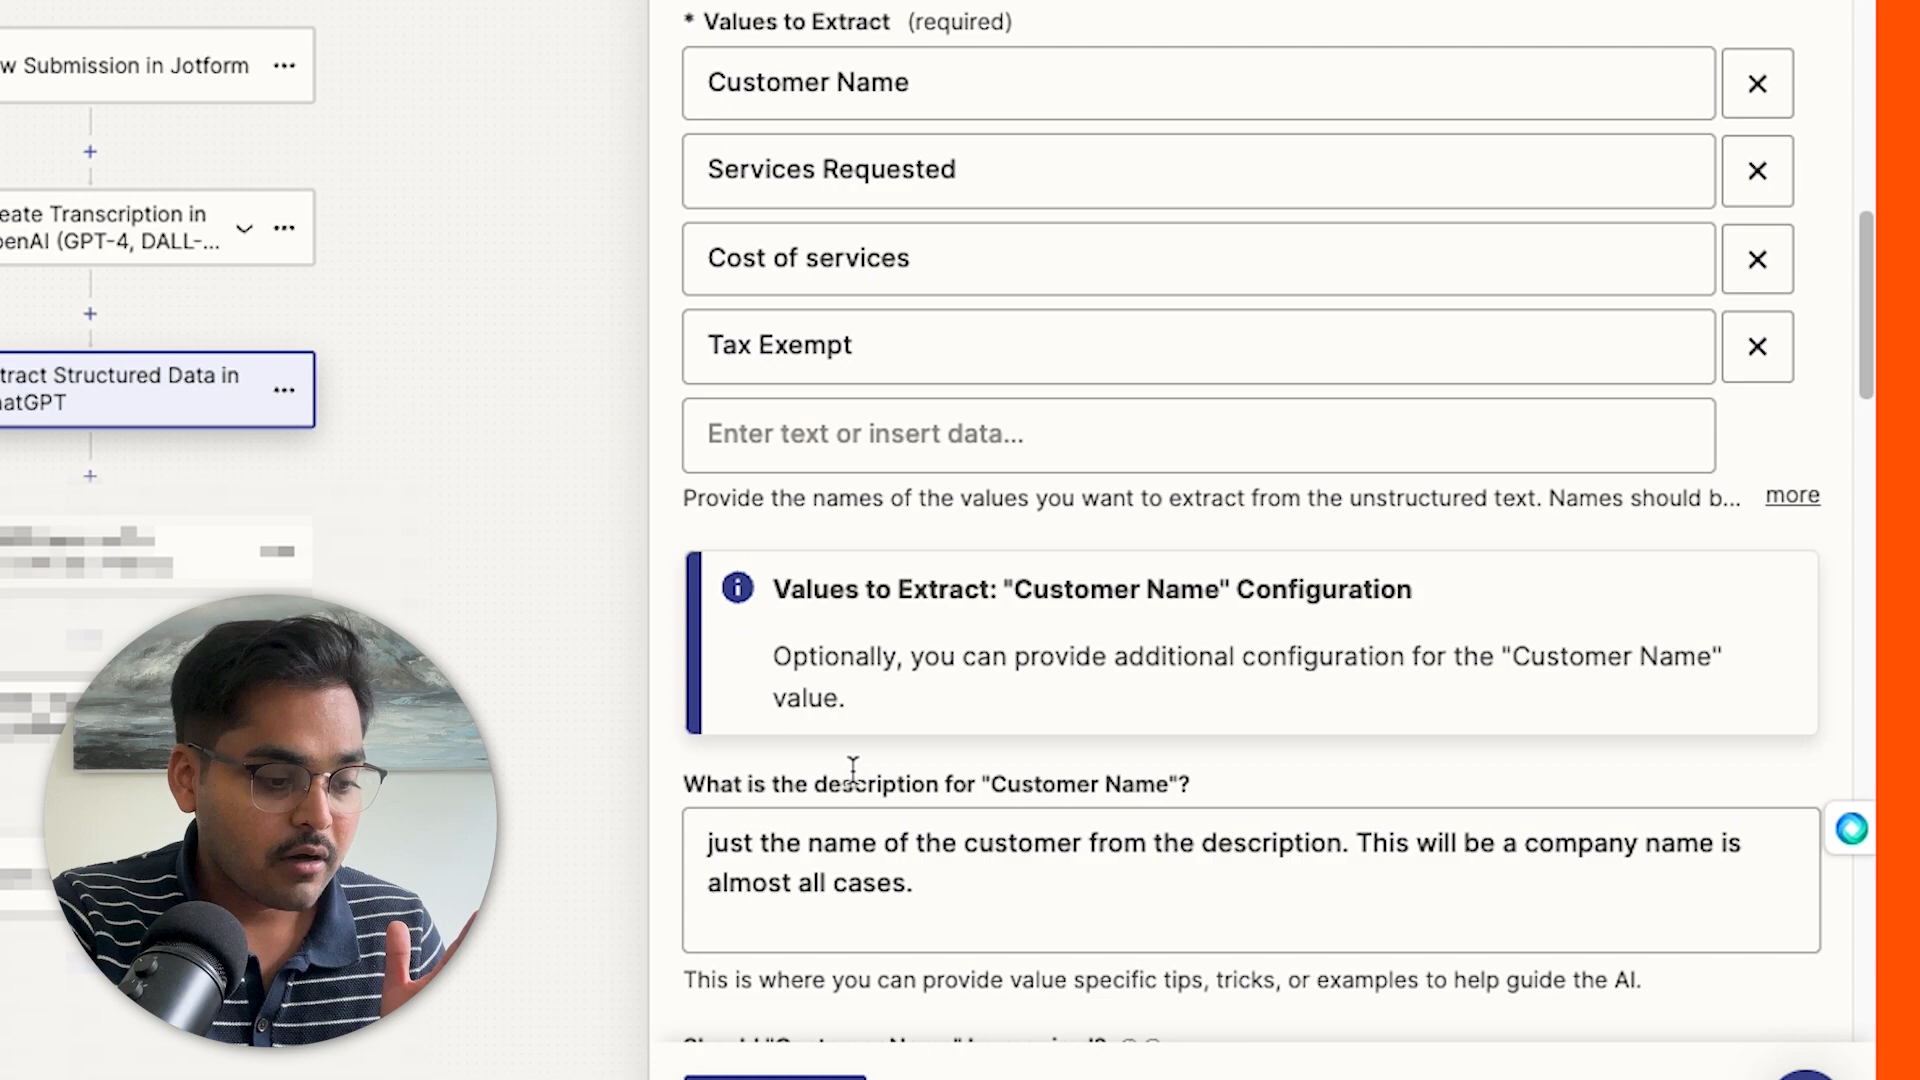 w Submission in Jotform
eate Transcription in
enAI (GPT-4, DALL-...
tract Structured Data in
atGPT
* Values to Extract (required)
Customer Name
Services Requested
Cost of services
Tax Exempt
Enter text or insert data...
Provide the names of the values you want to extract from the unstructured text. Names should b... more
Values to Extract: "Customer Name" Configuration
Optionally, you can provide additional configuration for the "Customer Name"
value.
What is the description for "Customer Name"?
just the name of the customer from the description. This will be a company name is
almost all cases.
This is where you can provide value specific tips, tricks, or examples to help guide the AI.